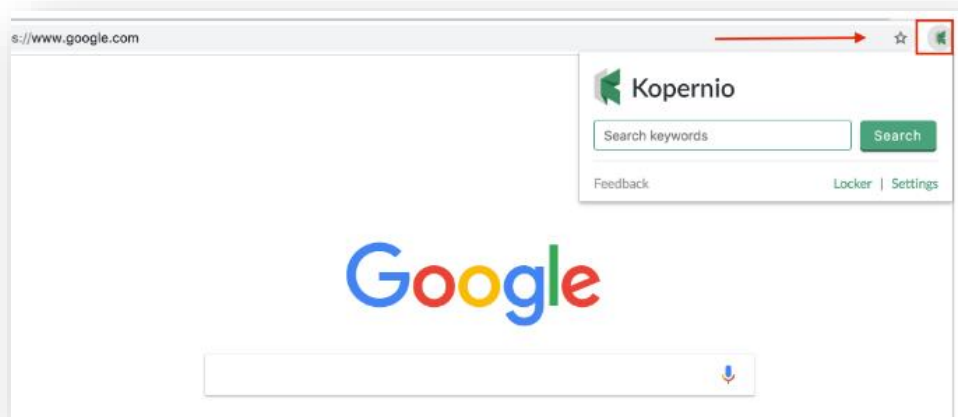 s://www.google.com
Kopernio
Search keywords
Search
Feedback
Locker | Settings
Google